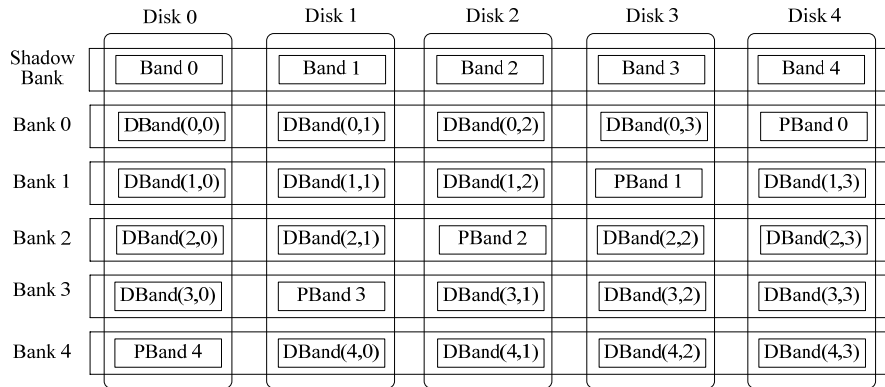 Disk 0 Disk 1 Disk 2 Disk 3 Disk 4
Shadow Bank Band 0 Band 1 Band 2 Band 3 Band 4
Bank 0 DBand(0,0) DBand(0,1) DBand(0,2) DBand(0,3) PBand 0
Bank 1 DBand(1,0) DBand(1,1) DBand(1,2) PBand 1 DBand(1,3)
Bank 2 DBand(2,0) DBand(2,1) PBand 2 DBand(2,2) DBand(2,3)
Bank 3 DBand(3,0) PBand 3 DBand(3,1) DBand(3,2) DBand(3,3)
Bank 4 PBand 4 DBand(4,0) DBand(4,1) DBand(4,2) DBand(4,3)